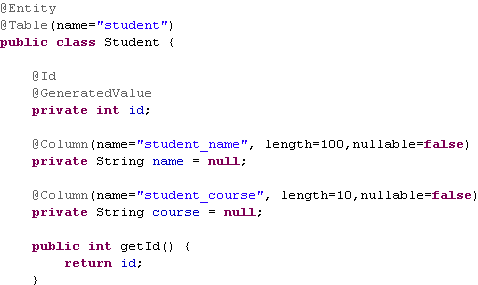 @Entity
@Table(name="student")
public class Student {
@Id
@GeneratedValue
private int id;
@Column(name="student_name", length=100,nullable=false)
private String name = null;
@Column(name="student_course", length=10,nullable=false)
private String course = null;
public int getId() {
return id;
}